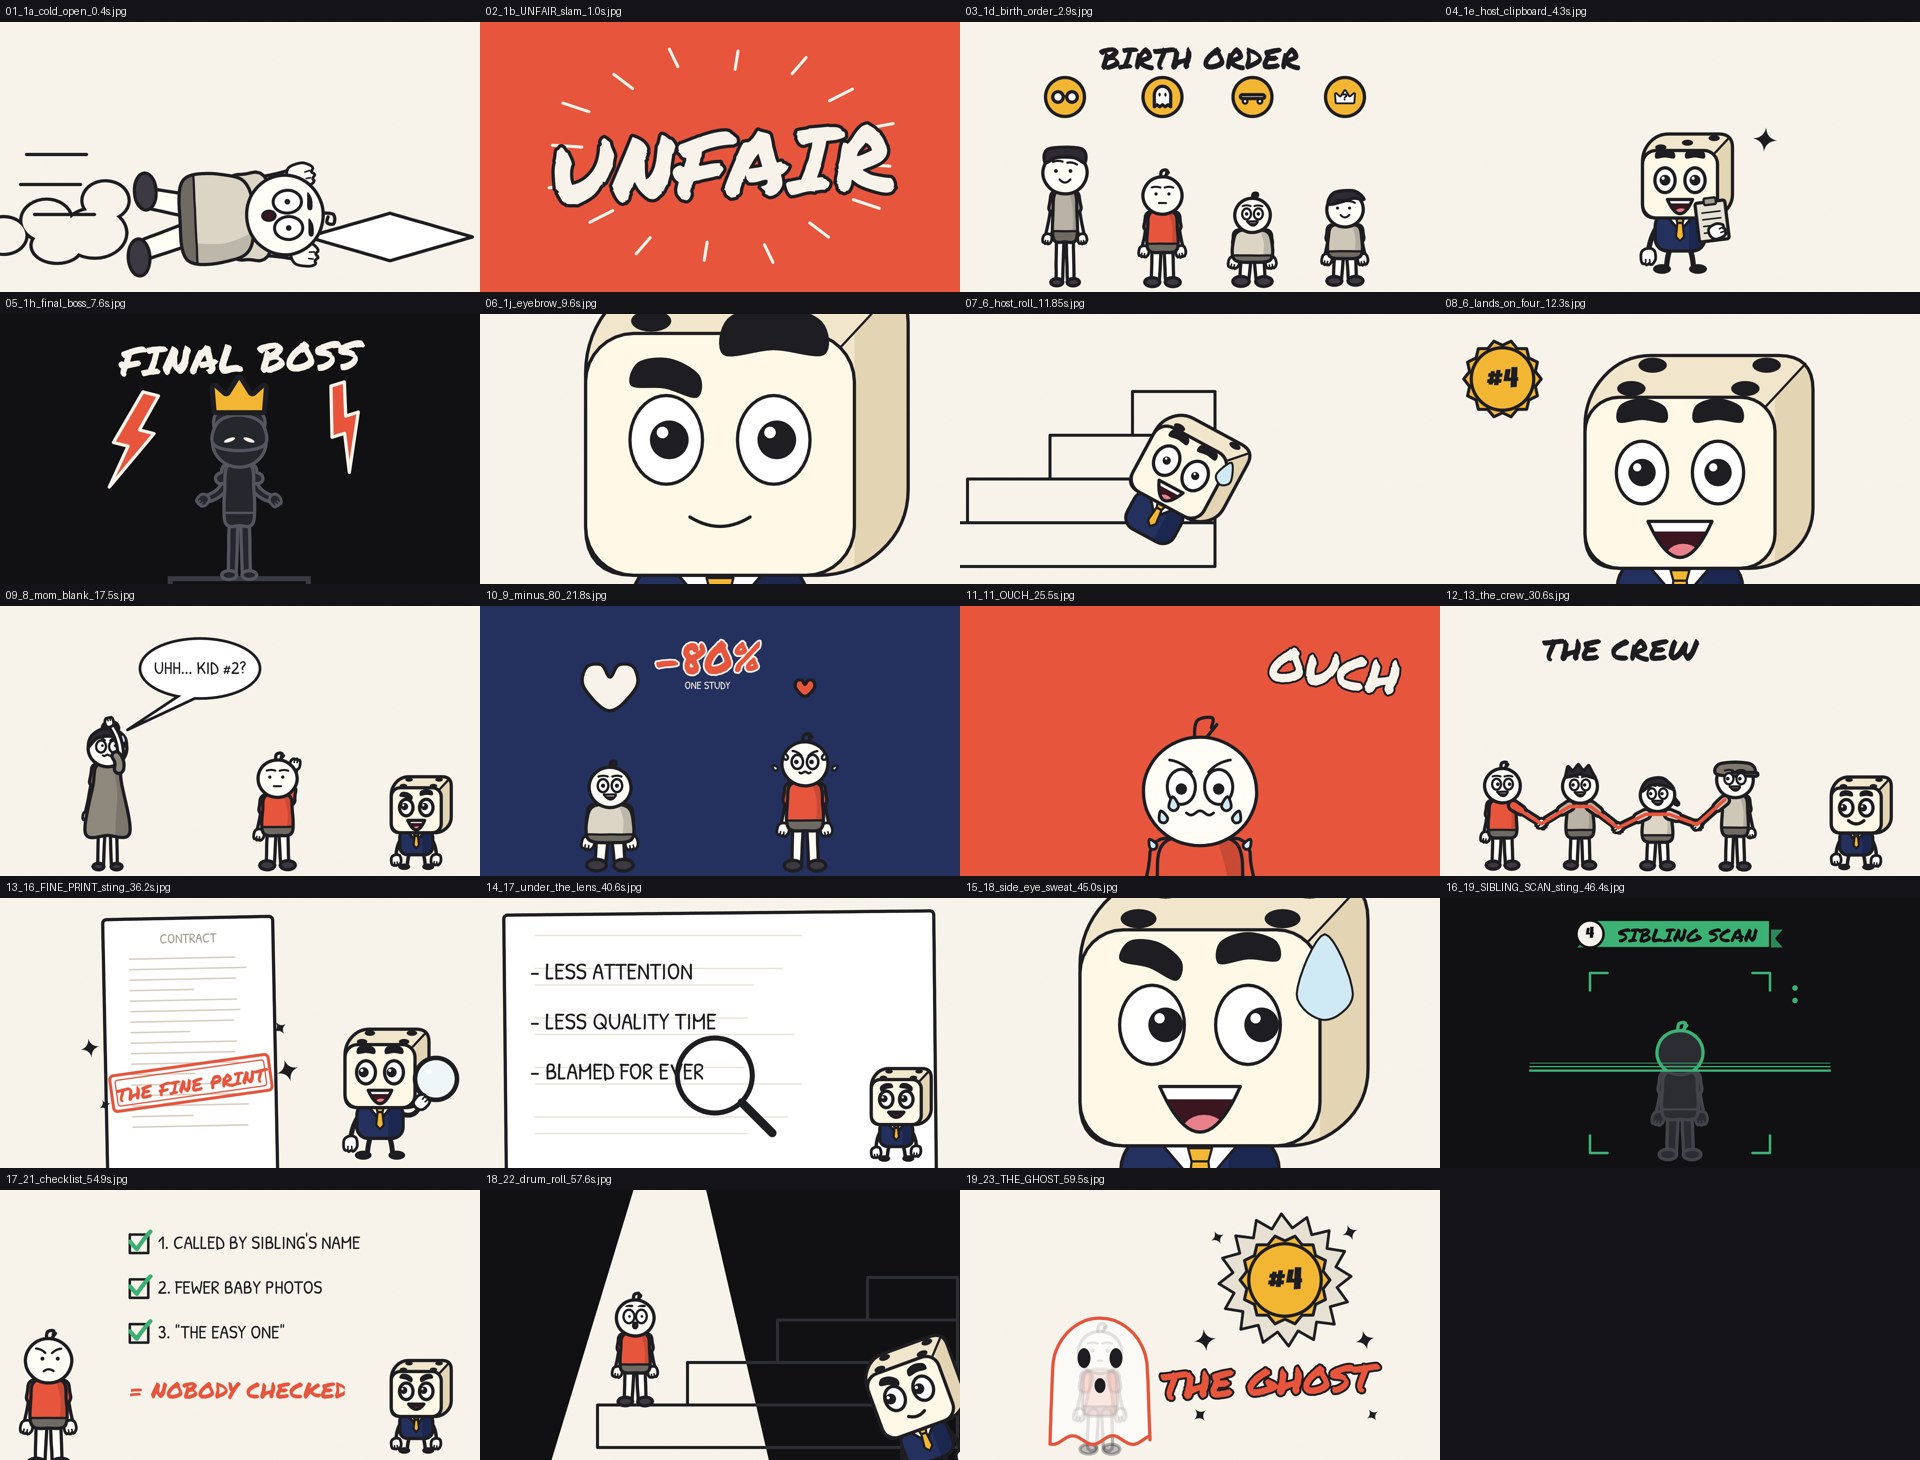 01_1a_cold_open_0.4s.jpg
02_1b_UNFAIR_slam_1.0s.jpg
03_1d_birth_order_2.9s.jpg
04_1e_host_clipboard_4.3s.jpg
UNFAIR
BIRTH ORDER
?
05_1h_final_boss_7.6s.jpg
06_1j_eyebrow_9.6s.jpg
07_6_host_roll_11.85s.jpg
08_6_lands_on_four_12.3s.jpg
FINAL BOSS
#4
09_8_mom_blank_17.5s.jpg
10_9_minus_80_21.8s.jpg
11_11_OUCH_25.5s.jpg
12_13_the_crew_30.6s.jpg
UHH... KID #2?
-80%
ONE STUDY
OUCH
THE CREW
13_16_FINE_PRINT_sting_36.2s.jpg
14_17_under_the_lens_40.6s.jpg
15_18_side_eye_sweat_45.0s.jpg
16_19_SIBLING_SCAN_sting_46.4s.jpg
CONTRACT
THE FINE PRINT
- LESS ATTENTION
- LESS QUALITY TIME
- BLAMED FOR EVER
4 SIBLING SCAN
17_21_checklist_54.9s.jpg
18_22_drum_roll_57.6s.jpg
19_23_THE_GHOST_59.5s.jpg
1. CALLED BY SIBLING'S NAME
2. FEWER BABY PHOTOS
3. "THE EASY ONE"
= NOBODY CHECKED
#4
THE GHOST